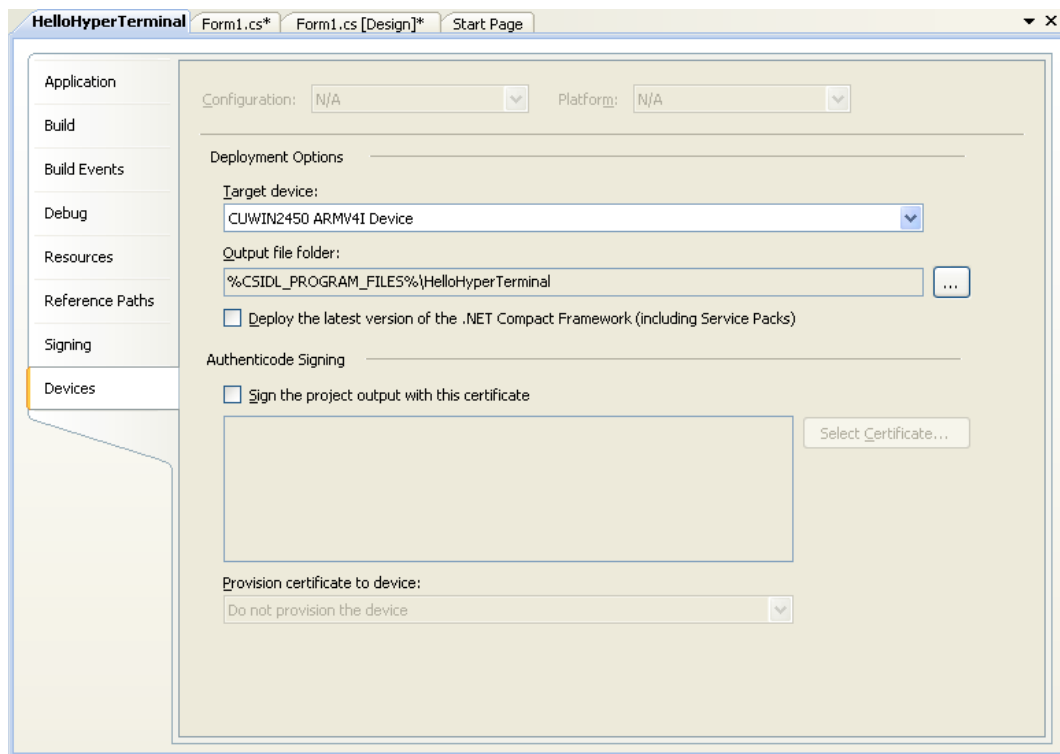 HelloHyperTerminal Form1.cs* Form1.cs [Design]* Start Page
Application
Build
Build Events
Debug
Resources
Reference Paths
Signing
Devices
Configuration: N/A Platform: N/A
Deployment Options
Target device:
CUWIN2450 ARMV4I Device
Output file folder:
%CSIDL_PROGRAM_FILES%\HelloHyperTerminal
...
Deploy the latest version of the .NET Compact Framework (including Service Packs)
Authenticode Signing
Sign the project output with this certificate
Select Certificate...
Provision certificate to device:
Do not provision the device